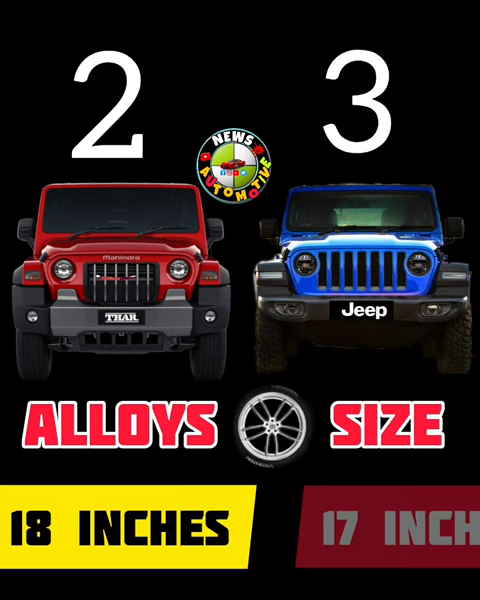 2 3
NEWS
AUTOMOTIVE
Mahindra
THAR
Jeep
ALLOYS SIZE
18 INCHES
17 INCH